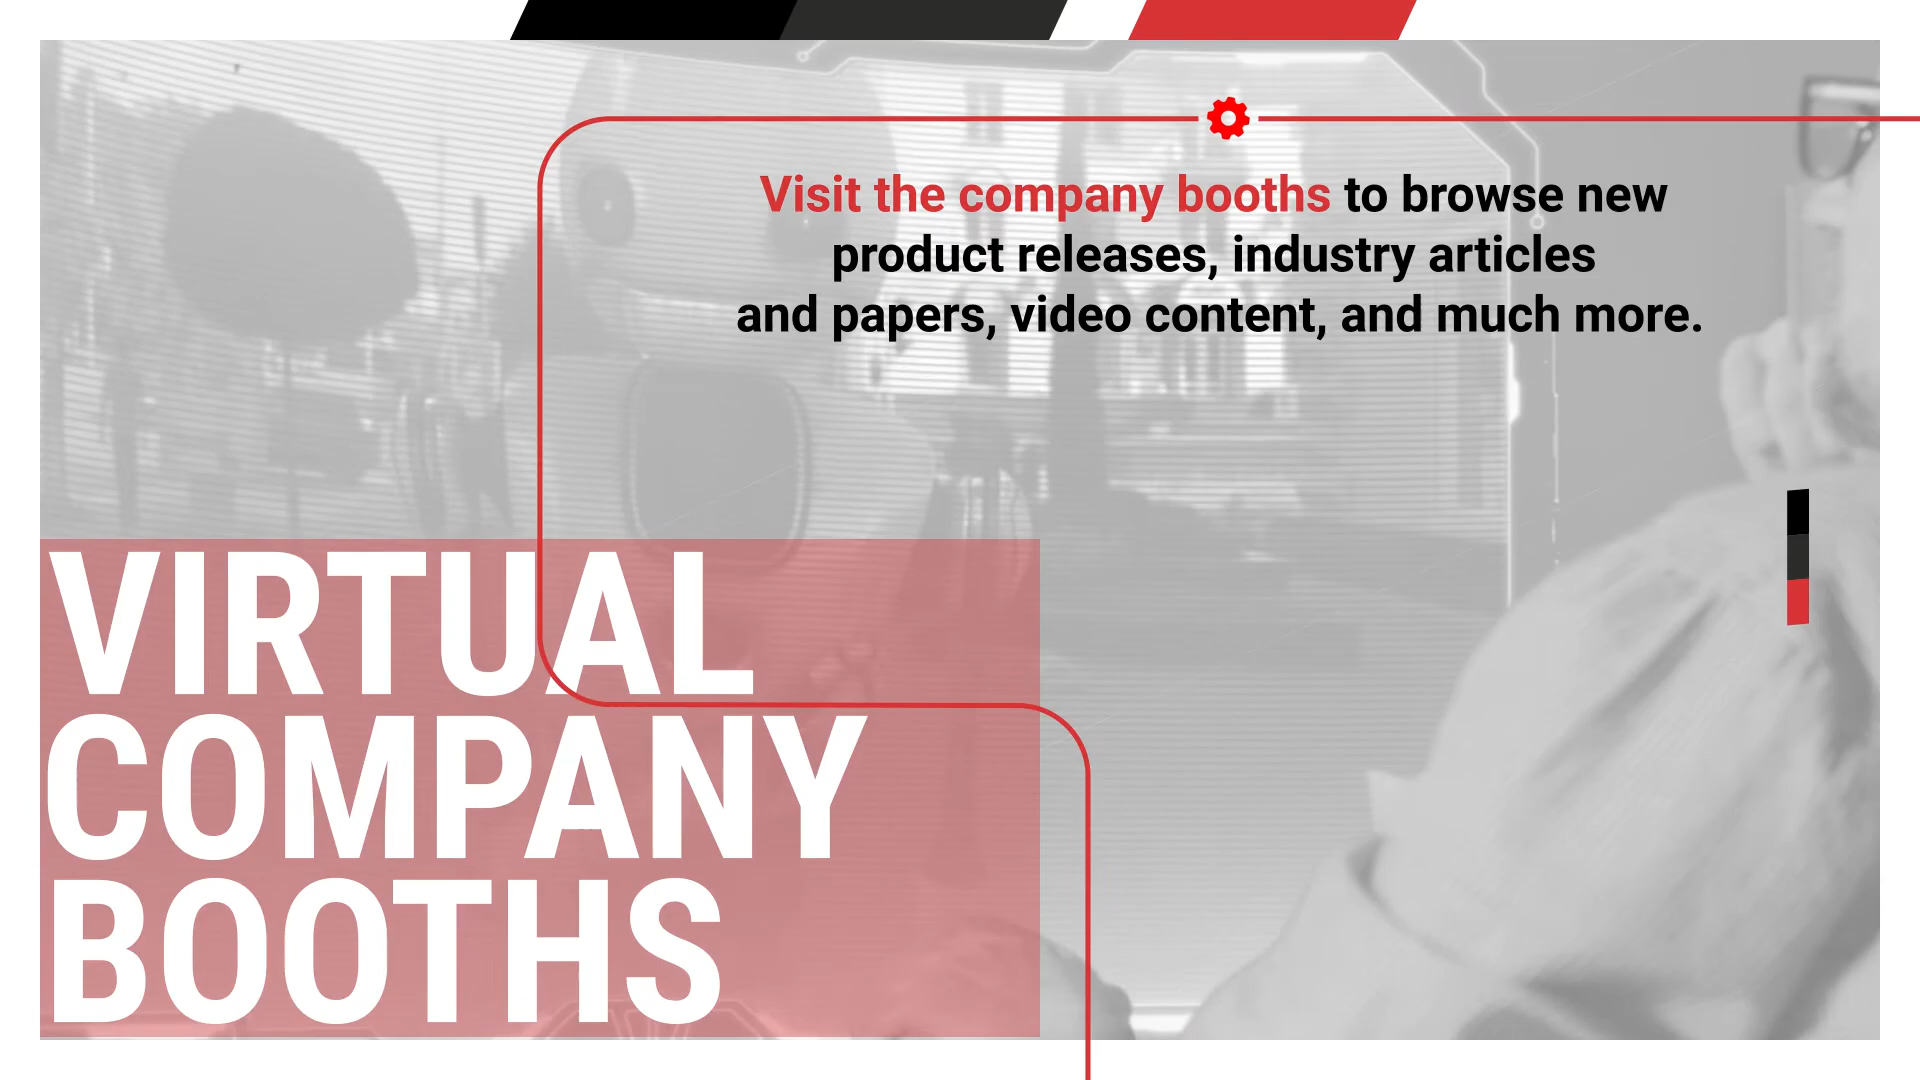 Visit the company booths to browse new
product releases, industry articles
and papers, video content, and much more.
VIRTUAL
COMPANY
BOOTHS